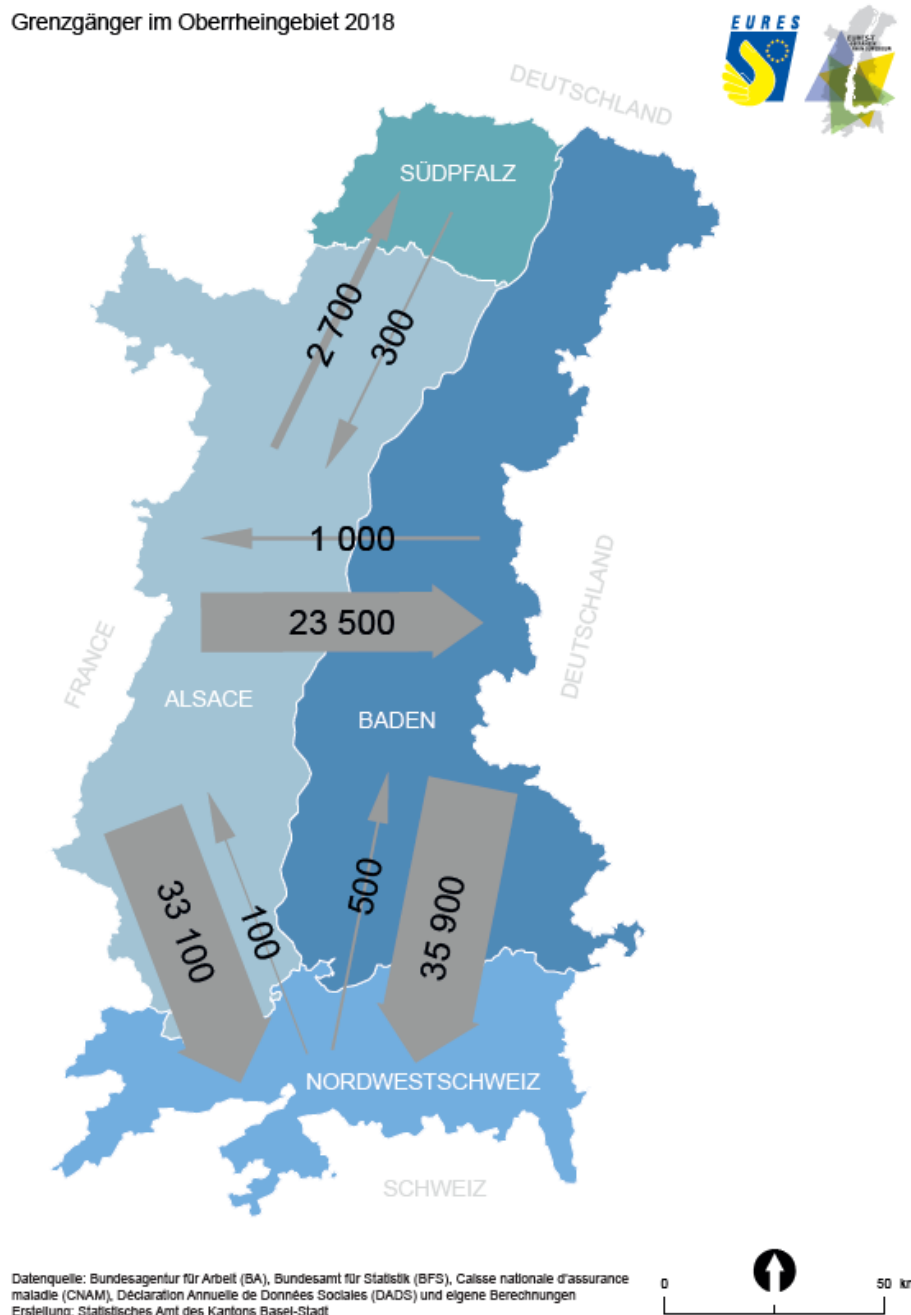 Grenzgänger im Oberrheingebiet 2018
EURES
DEUTSCHLAND
SÜDPFALZ
2 700
300
1 000
23 500
FRANCE
DEUTSCHLAND
ALSACE
BADEN
33 100
100
500
35 900
NORDWESTSCHWEIZ
SCHWEIZ
Datenquelle: Bundesagentur für Arbeit (BA), Bundesamt für Statistik (BFS), Caisse nationale d'assurance
maladie (CNAM), Déclaration Annuelle de Données Sociales (DADS) und eigene Berechnungen
Erstellung: Statistisches Amt des Kantons Basel-Stadt
0 50 km